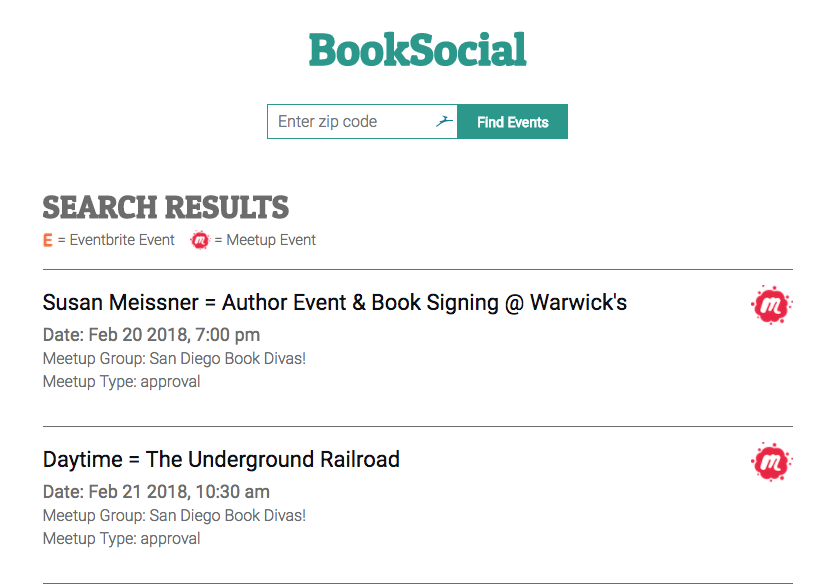 BookSocial
Enter zip code
Find Events
SEARCH RESULTS
E = Eventbrite Event m = Meetup Event
Susan Meissner = Author Event & Book Signing @ Warwick's
m
Date: Feb 20 2018, 7:00 pm
Meetup Group: San Diego Book Divas!
Meetup Type: approval
Daytime = The Underground Railroad
m
Date: Feb 21 2018, 10:30 am
Meetup Group: San Diego Book Divas!
Meetup Type: approval